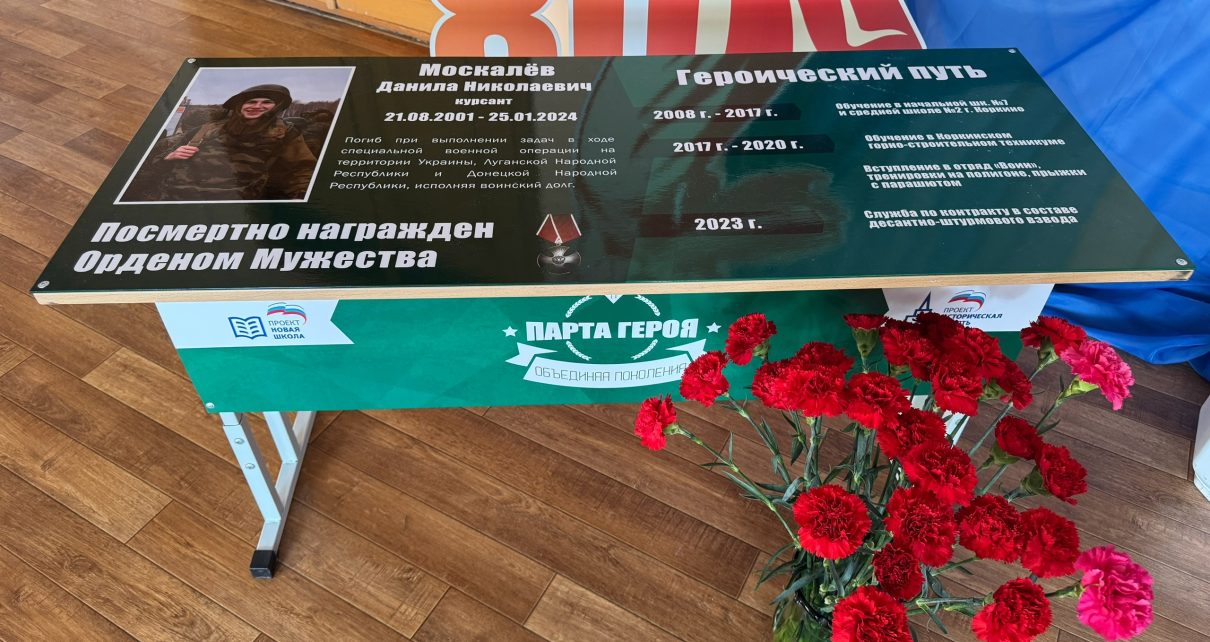 Москалёв
Данила Николаевич
курсант
21.08.2001 - 25.01.2024
Погиб при выполнении задач в ходе
специальной военной операции на
территории Украины, Луганской Народной
Республики и Донецкой Народной
Республики, исполняя воинский долг.
Посмертно награжден
Орденом Мужества
Героический путь
2008 г. - 2017 г.
Обучение в начальной шк. №7
и средней школе №2 г. Коркино
2017 г. - 2020 г.
Обучение в Коркинском
горно-строительном техникуме
Вступление в отряд «Воин»,
тренировки на полигоне, прыжки
с парашютом
2023 г.
Служба по контракту в составе
десантно-штурмового взвода
ПРОЕКТ
НОВАЯ
ШКОЛА
ПАРТА ГЕРОЯ
ОБЪЕДИНЯЯ ПОКОЛЕНИЯ
ПРОЕКТ